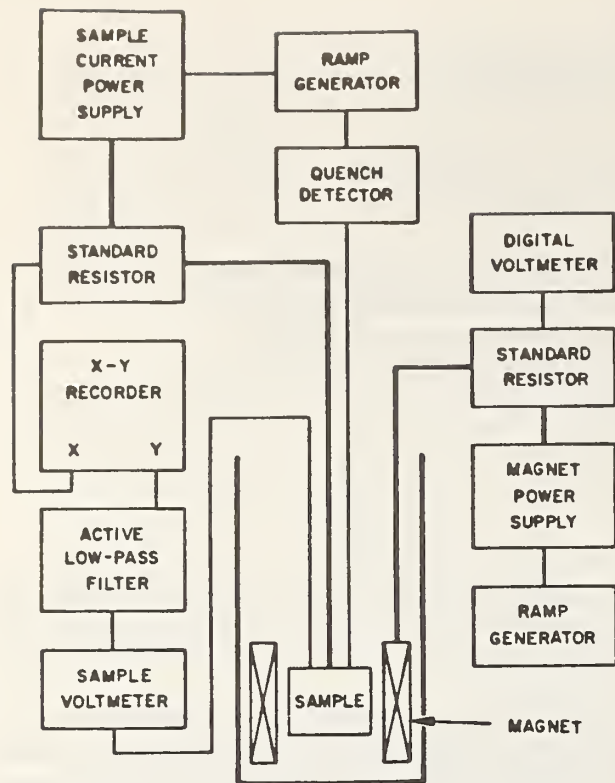 SAMPLE
CURRENT
POWER
SUPPLY
RAMP
GENERATOR
QUENCH
DETECTOR
STANDARD
RESISTOR
DIGITAL
VOLTMETER
X-Y
RECORDER
X Y
STANDARD
RESISTOR
MAGNET
POWER
SUPPLY
ACTIVE
LOW-PASS
FILTER
RAMP
GENERATOR
SAMPLE
VOLTMETER
SAMPLE
MAGNET